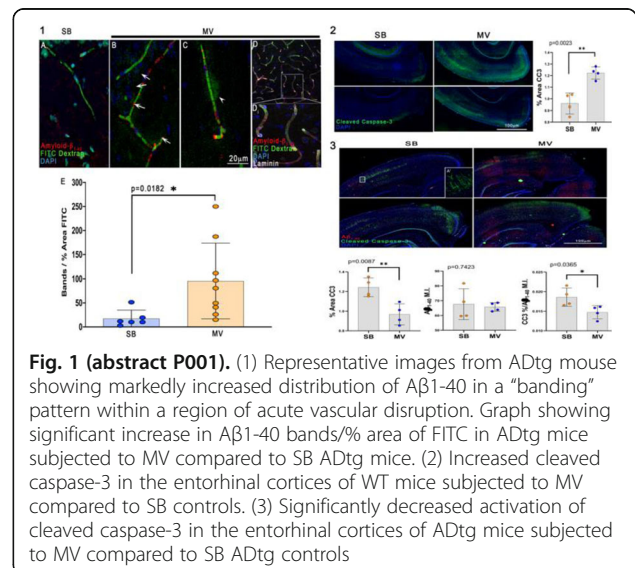 1
SB
MV
A
B
C
D
D'
Amyloid-β
FITC Dextran
DAPI
20μm
Amyloid-β
FITC Dextran
DAPI
Laminin
E
p=0.0182 *
Bands / % Area FITC
300
250
200
150
100
50
0
SB
MV
2
SB
MV
Cleaved Caspase-3
100μm
p=0.0023
**
% Area CC3
SB
MV
3
SB
MV
Cleaved Caspase-3
p=0.0087
**
% Area CC3
SB
MV
p=0.7423
SB
MV
p=0.0365
*
SB
MV
Fig. 1 (abstract P001). (1) Representative images from ADtg mouse
showing markedly increased distribution of Aβ1-40 in a “banding”
pattern within a region of acute vascular disruption. Graph showing
significant increase in Aβ1-40 bands/% area of FITC in ADtg mice
subjected to MV compared to SB ADtg mice. (2) Increased cleaved
caspase-3 in the entorhinal cortices of WT mice subjected to MV
compared to SB controls. (3) Significantly decreased activation of
cleaved caspase-3 in the entorhinal cortices of ADtg mice subjected
to MV compared to SB ADtg controls